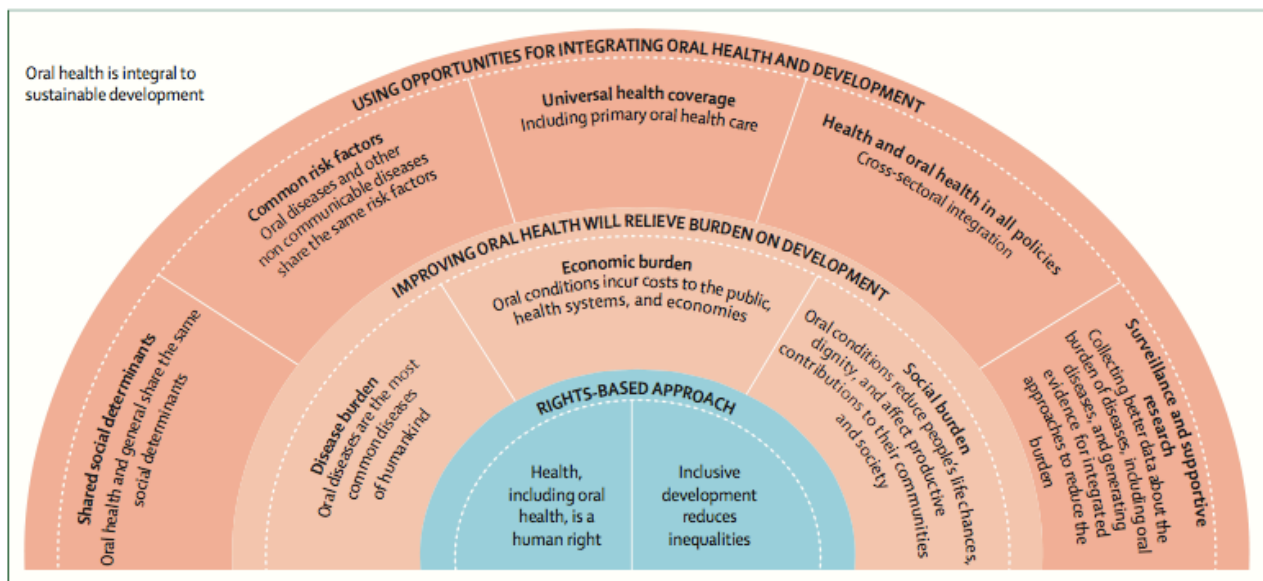 Oral health is integral to
sustainable development
USING OPPORTUNITIES FOR INTEGRATING ORAL HEALTH AND DEVELOPMENT
Shared social determinants
Oral health and general share the same
social determinants
Common risk factors
Oral diseases and other
non communicable diseases
share the same risk factors
Universal health coverage
Including primary oral health care
Health and oral health in all policies
Cross-sectoral integration
Surveillance and supportive
research
Collecting better data about the
burden of diseases, including oral
diseases, and generating
evidence for integrated
approaches to reduce the
burden
IMPROVING ORAL HEALTH WILL RELIEVE BURDEN ON DEVELOPMENT
Disease burden
Oral diseases are the most
common diseases
of humankind
Economic burden
Oral conditions incur costs to the public,
health systems, and economies
Social burden
Oral conditions reduce people's life chances,
dignity, and affect productive
contributions to their communities
and society
RIGHTS-BASED APPROACH
Health,
including oral
health, is a
human right
Inclusive
development
reduces
inequalities